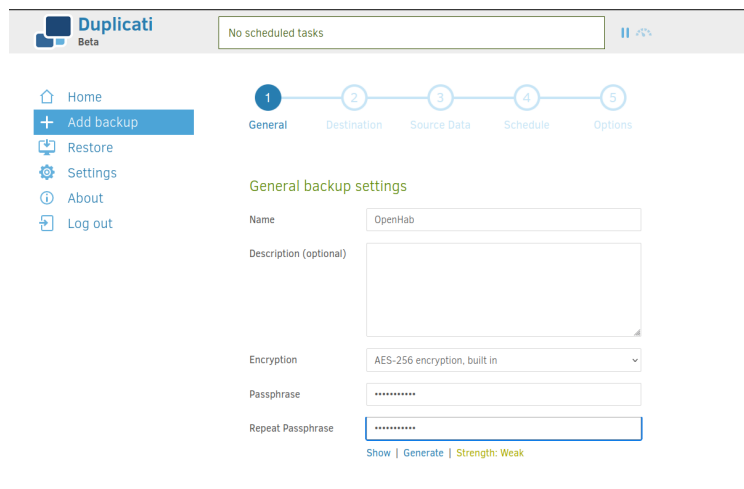 Duplicati
Beta
No scheduled tasks
Home
Add backup
Restore
Settings
About
Log out
1 2 3 4 5
General Destination Source Data Schedule Options
General backup settings
Name OpenHab
Description (optional)
Encryption AES-256 encryption, built in
Passphrase •••••••••••
Repeat Passphrase •••••••••••
Show | Generate | Strength: Weak